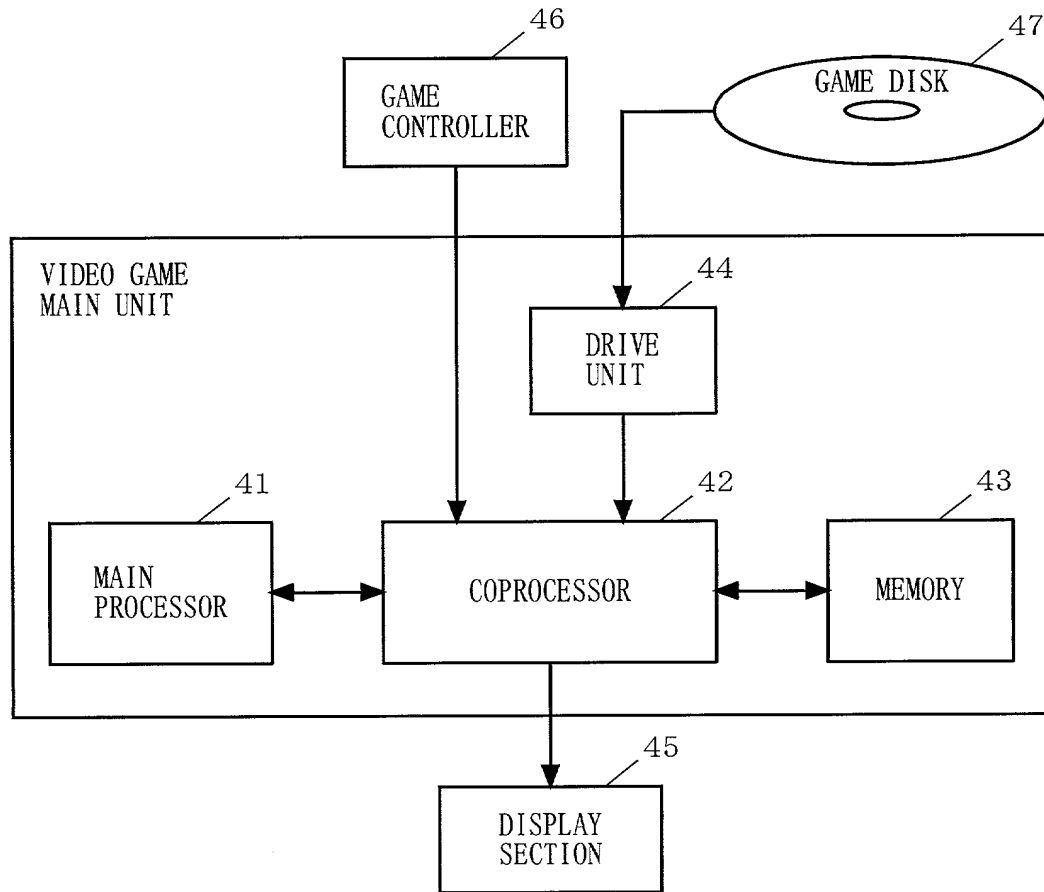 46
47
GAME
CONTROLLER
GAME DISK
VIDEO GAME
MAIN UNIT
44
DRIVE
UNIT
41
42
43
MAIN
PROCESSOR
COPROCESSOR
MEMORY
45
DISPLAY
SECTION